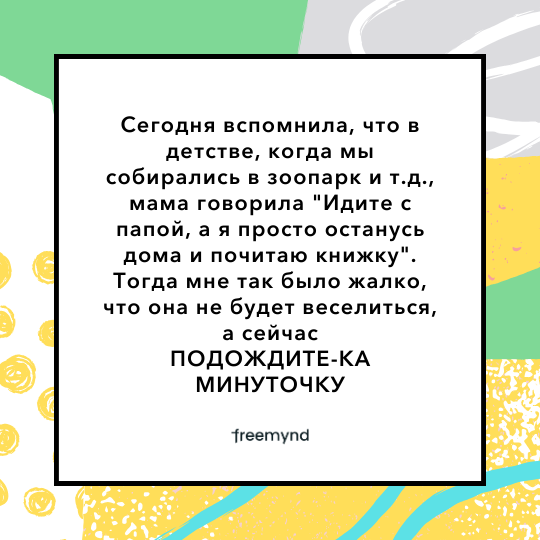 Сегодня вспомнила, что в
детстве, когда мы
собирались в зоопарк и т.д.,
мама говорила "Идите с
папой, а я просто останусь
дома и почитаю книжку".
Тогда мне так было жалко,
что она не будет веселиться,
а сейчас
ПОДОЖДИТЕ-КА
МИНУТОЧКУ
freemynd